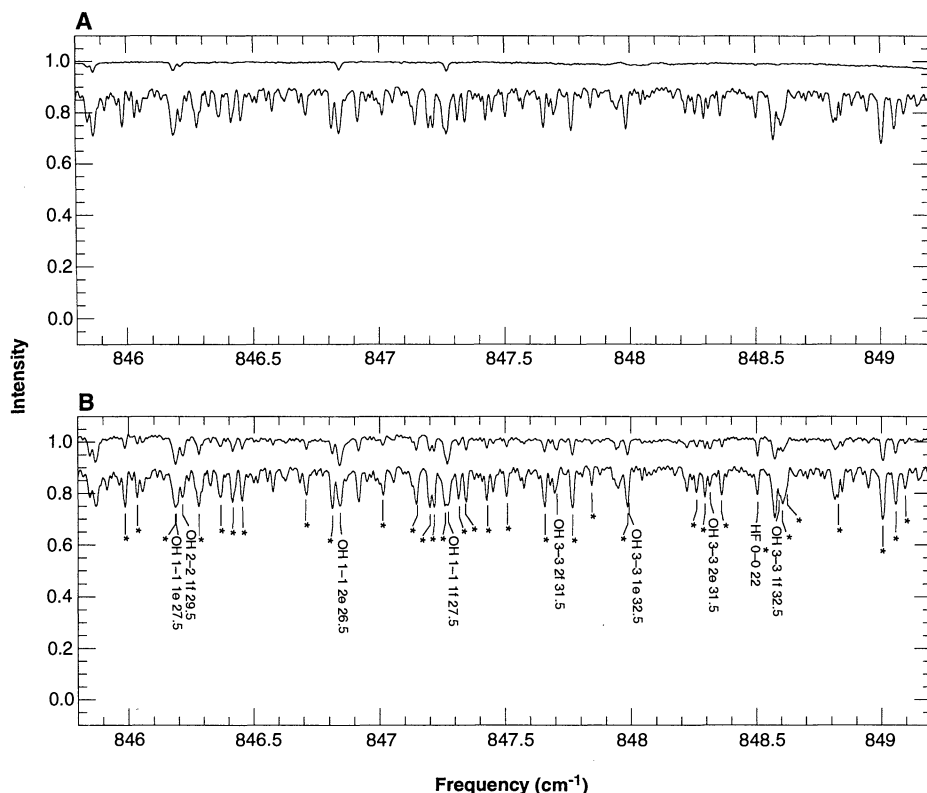 A
1.0
0.8
0.6
0.4
0.2
0.0
846
846.5
847
847.5
848
848.5
849
Intensity
B
1.0
0.8
0.6
0.4
0.2
0.0
* * * OH 1–1 1e 27.5
OH 2–2 1f 29.5
* * * * * * OH 1–1 2e 26.5
* * * * * OH 1–1 1f 27.5
* * * * * * OH 3–3 2f 31.5
* * * OH 3–3 1e 32.5
* * OH 3–3 2e 31.5
* HF 0–0 22
* OH 3–3 1f 32.5
* * * * * *
846
846.5
847
847.5
848
848.5
849
Frequency (cm⁻¹)